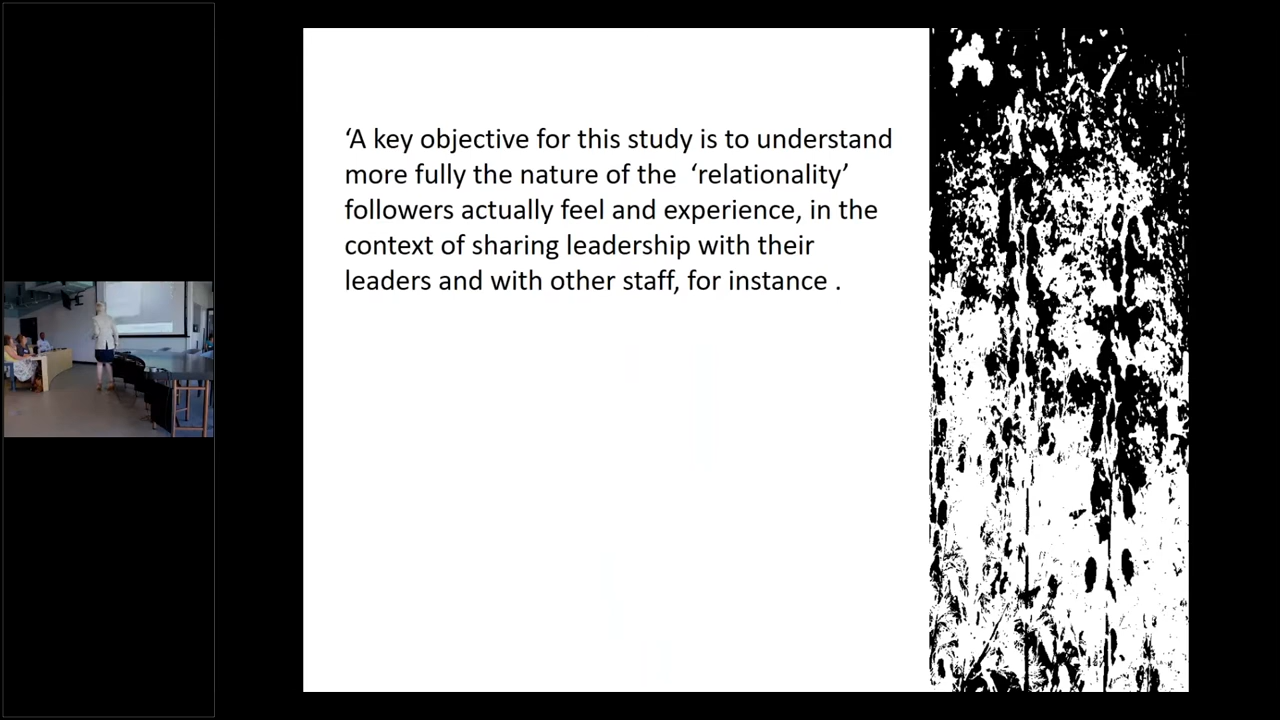 ‘A key objective for this study is to understand
more fully the nature of the ‘relationality’
followers actually feel and experience, in the
context of sharing leadership with their
leaders and with other staff, for instance .